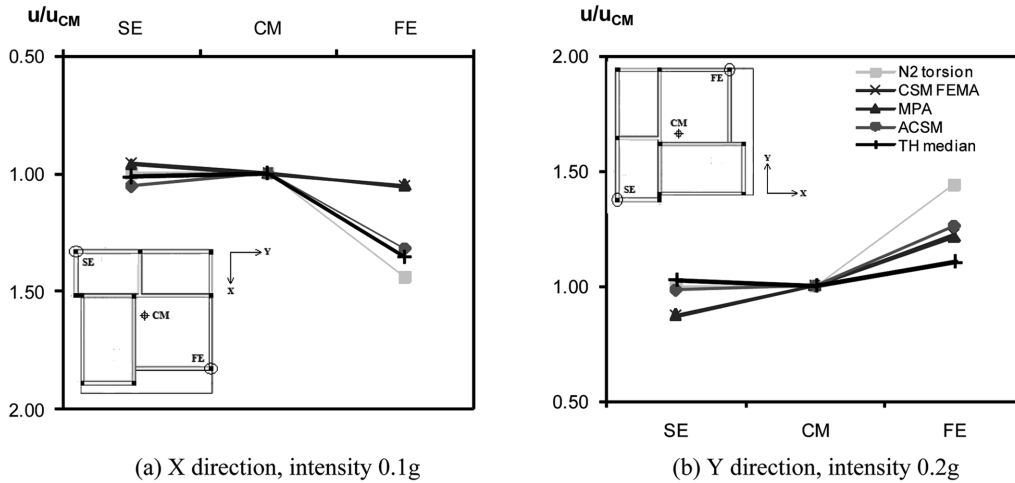 u/uCM
SE CM FE
0.50
1.00
1.50
2.00
SE
CM
FE
Y
X
(a) X direction, intensity 0.1g
u/uCM
2.00
1.50
1.00
0.50
FE
CM
SE
Y
X
N2 torsion
CSM FEMA
MPA
ACSM
TH median
SE CM FE
(b) Y direction, intensity 0.2g